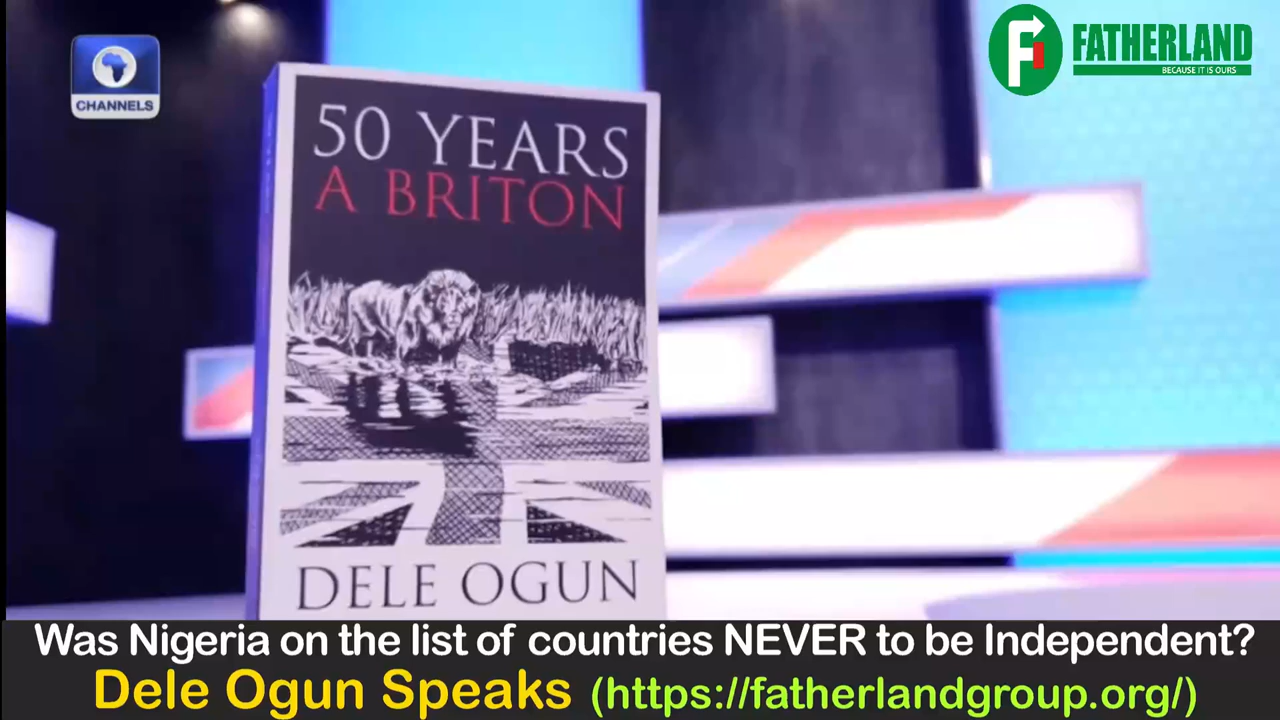 CHANNELS
FATHERLAND
BECAUSE IT IS OURS
50 YEARS
A BRITON
DELE OGUN
Was Nigeria on the list of countries NEVER to be Independent?
Dele Ogun Speaks (https://fatherlandgroup.org/)